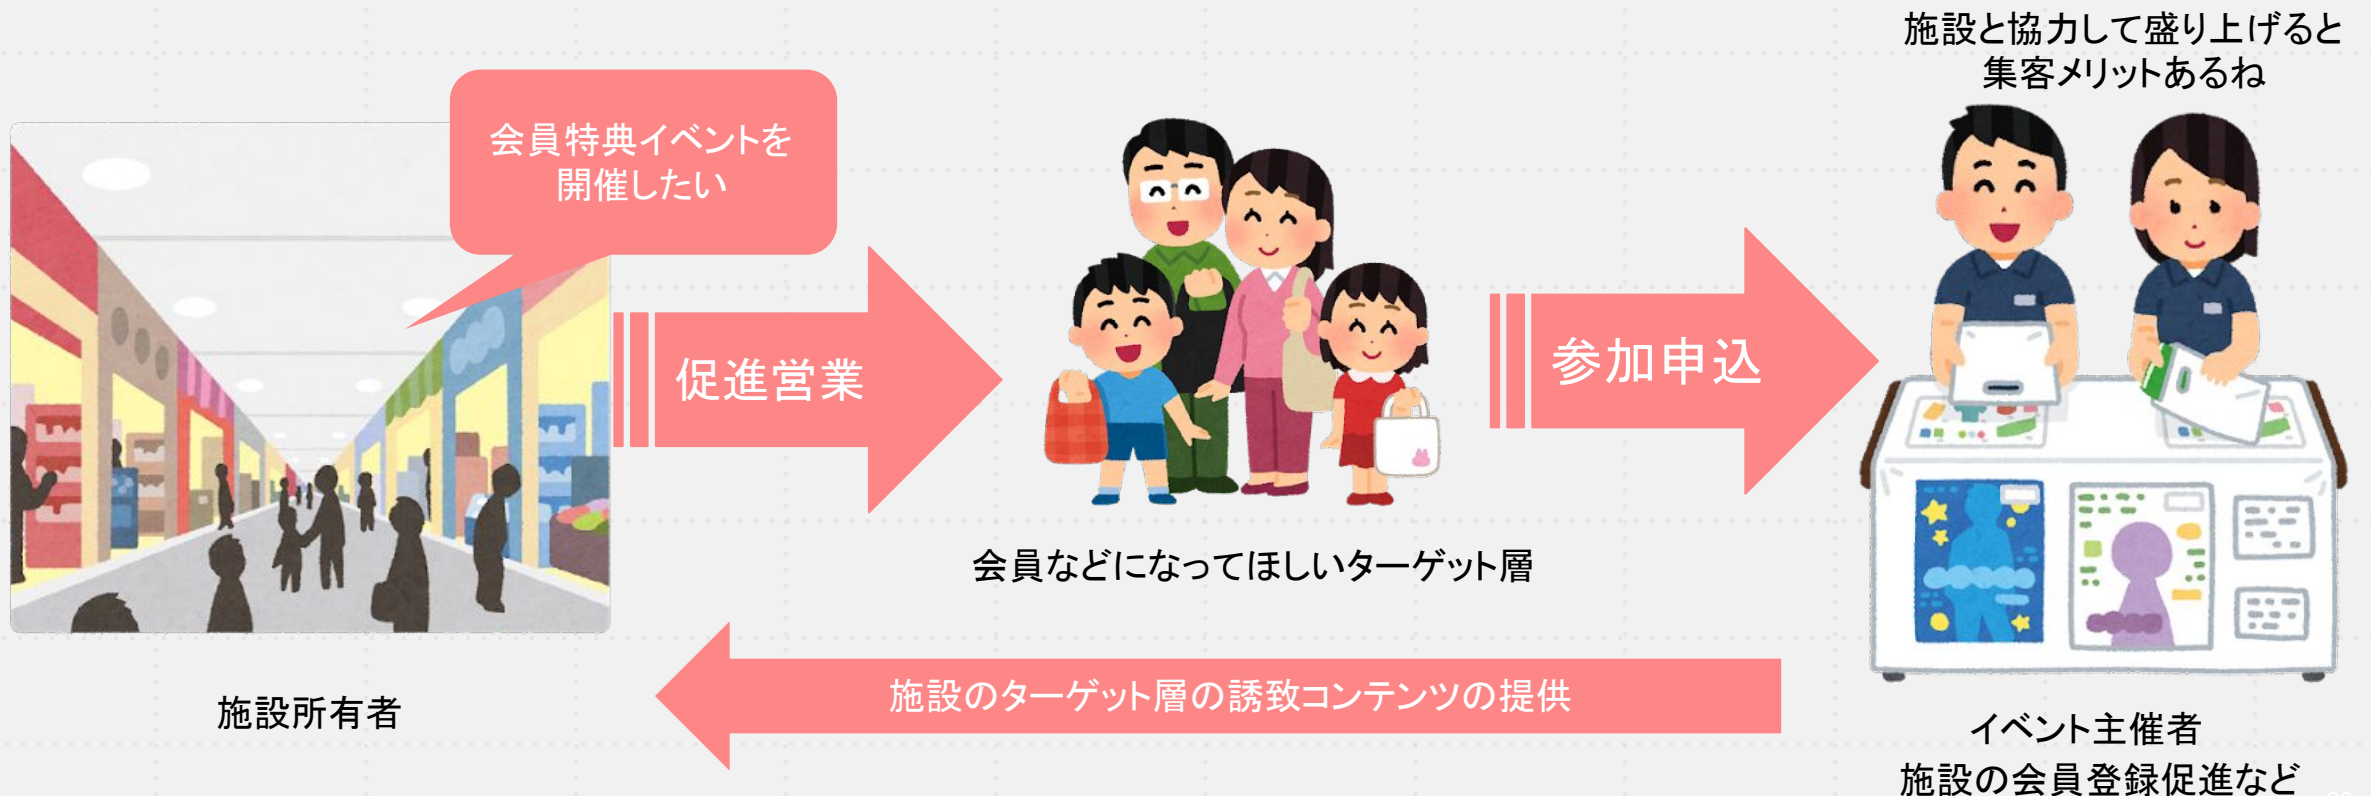 施設と協力して盛り上げると
集客メリットあるね
会員特典イベントを
開催したい
促進営業
参加申込
会員などになってほしいターゲット層
施設のターゲット層の誘致コンテンツの提供
施設所有者
イベント主催者
施設の会員登録促進など